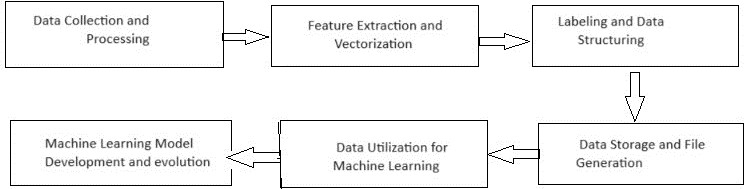 Data Collection and
Processing
Feature Extraction and
Vectorization
Labeling and Data
Structuring
Data Storage and File
Generation
Data Utilization for
Machine Learning
Machine Learning Model
Development and evolution